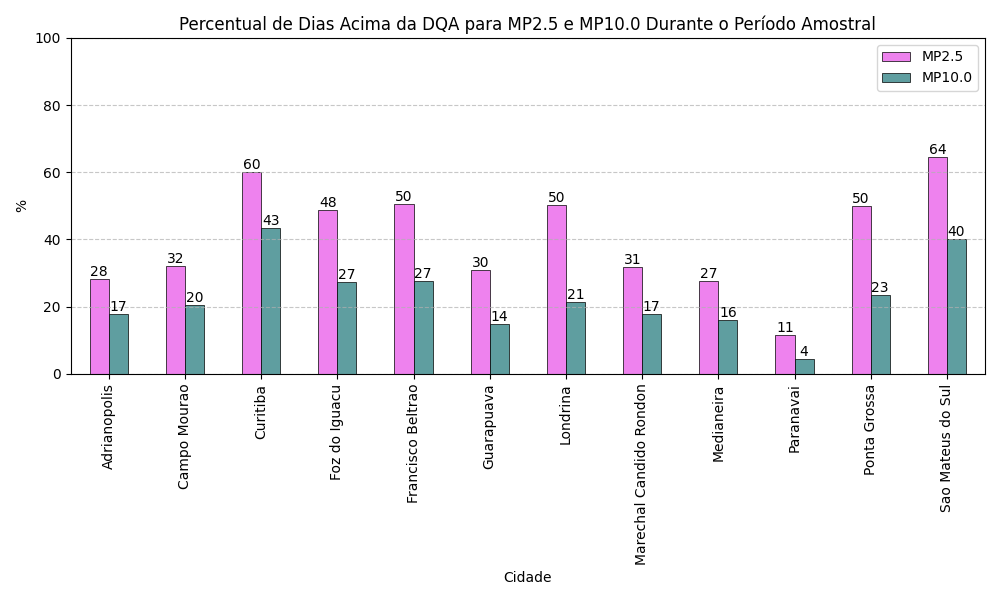 Percentual de Dias Acima da DQA para MP2.5 e MP10.0 Durante o Período Amostral
MP2.5
MP10.0
%
100
80
60
40
20
0
28
17
32
20
60
43
48
27
50
27
30
14
50
21
31
17
27
16
11
4
50
23
64
40
Adrianopolis
Campo Mourao
Curitiba
Foz do Iguacu
Francisco Beltrao
Guarapuava
Londrina
Marechal Candido Rondon
Medianeira
Paranavai
Ponta Grossa
Sao Mateus do Sul
Cidade